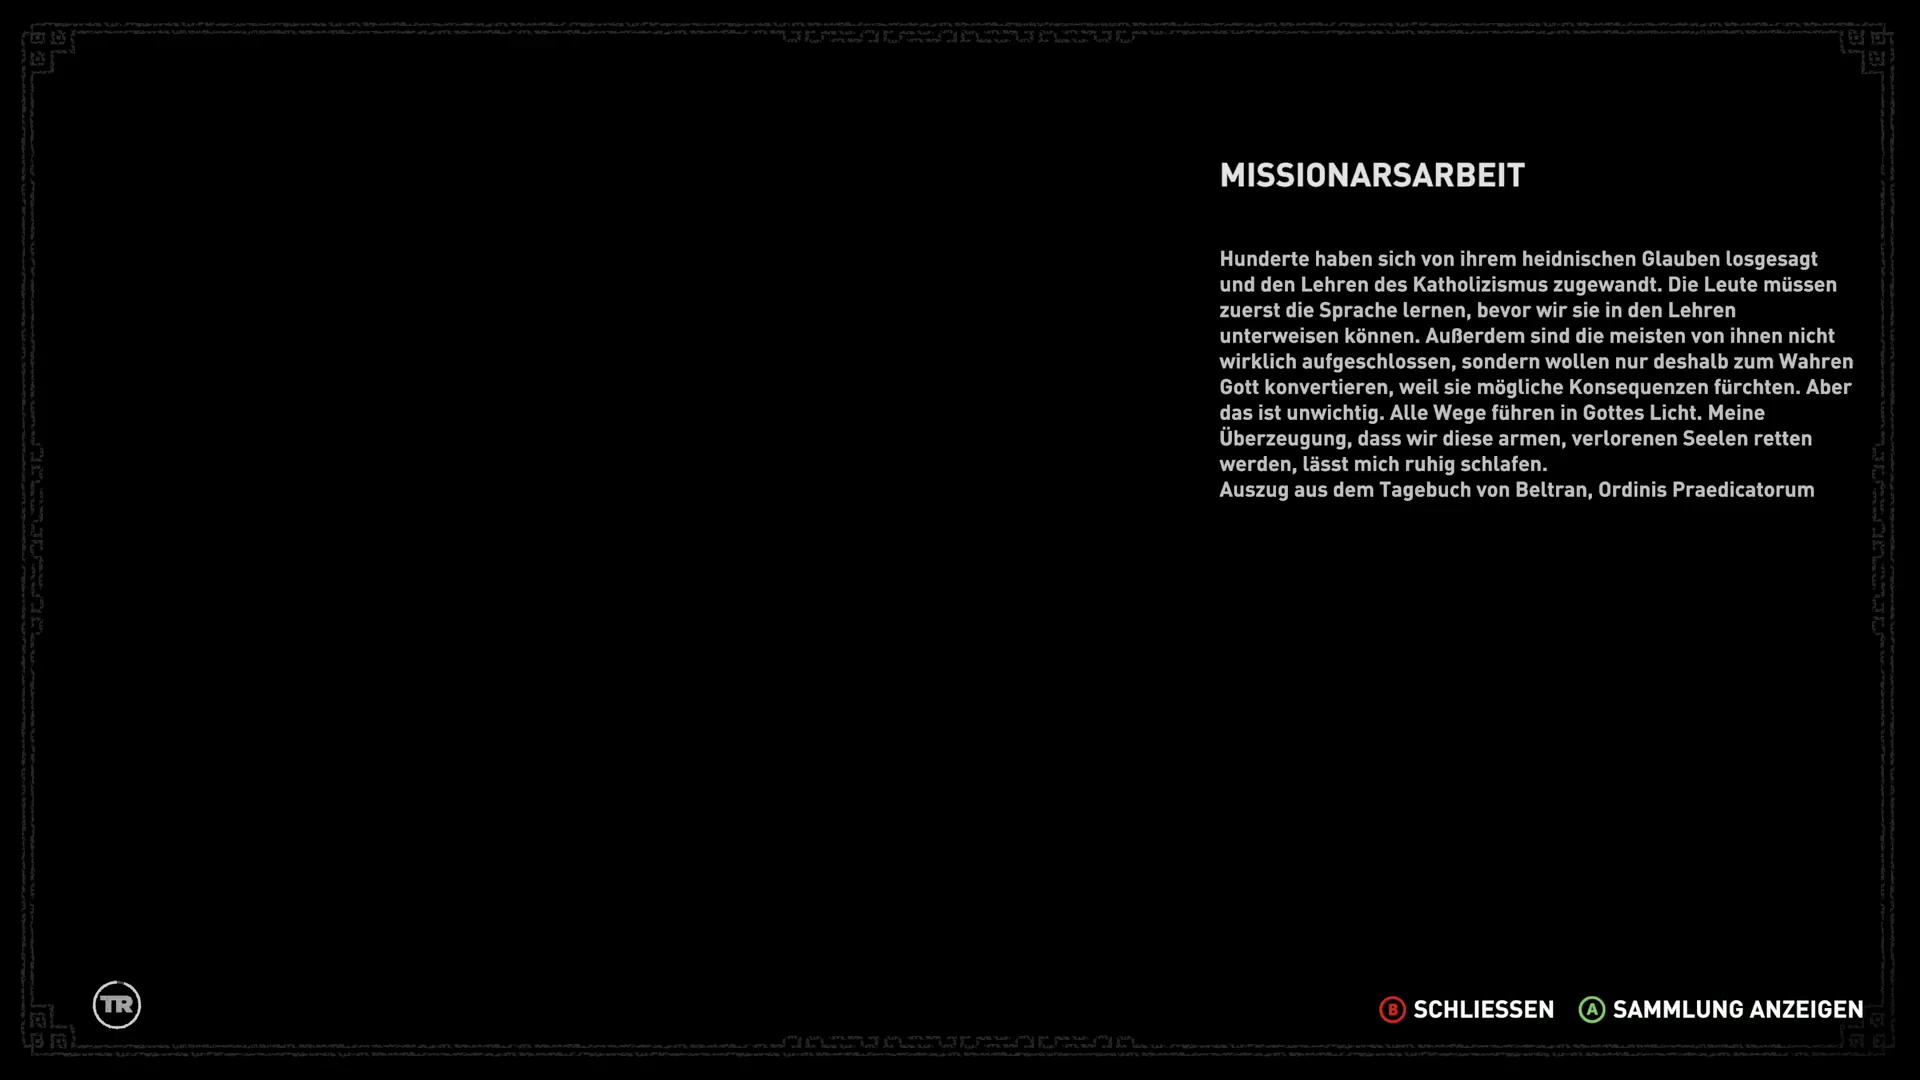 MISSIONARSARBEIT
Hunderte haben sich von ihrem heidnischen Glauben losgesagt
und den Lehren des Katholizismus zugewandt. Die Leute müssen
zuerst die Sprache lernen, bevor wir sie in den Lehren
unterweisen können. Außerdem sind die meisten von ihnen nicht
wirklich aufgeschlossen, sondern wollen nur deshalb zum Wahren
Gott konvertieren, weil sie mögliche Konsequenzen fürchten. Aber
das ist unwichtig. Alle Wege führen in Gottes Licht. Meine
Überzeugung, dass wir diese armen, verlorenen Seelen retten
werden, lässt mich ruhig schlafen.
Auszug aus dem Tagebuch von Beltran, Ordinis Praedicatorum
TR
B SCHLIESSEN A SAMMLUNG ANZEIGEN